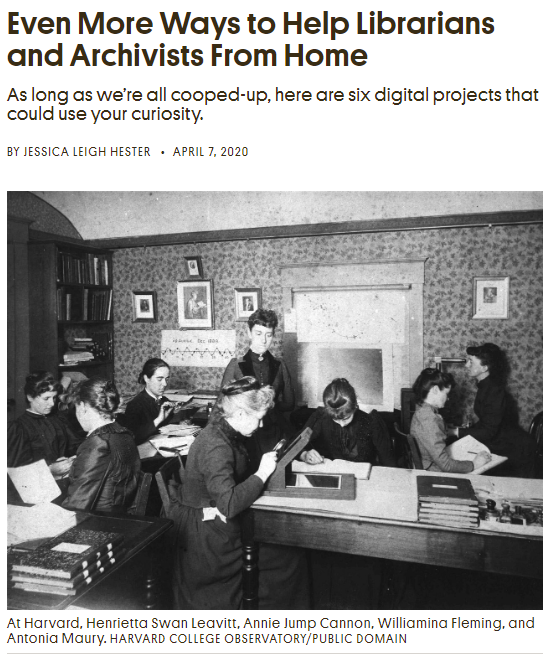 Even More Ways to Help Librarians
and Archivists From Home
As long as we’re all cooped-up, here are six digital projects that
could use your curiosity.
BY JESSICA LEIGH HESTER • APRIL 7, 2020
At Harvard, Henrietta Swan Leavitt, Annie Jump Cannon, Williamina Fleming, and
Antonia Maury. HARVARD COLLEGE OBSERVATORY/PUBLIC DOMAIN